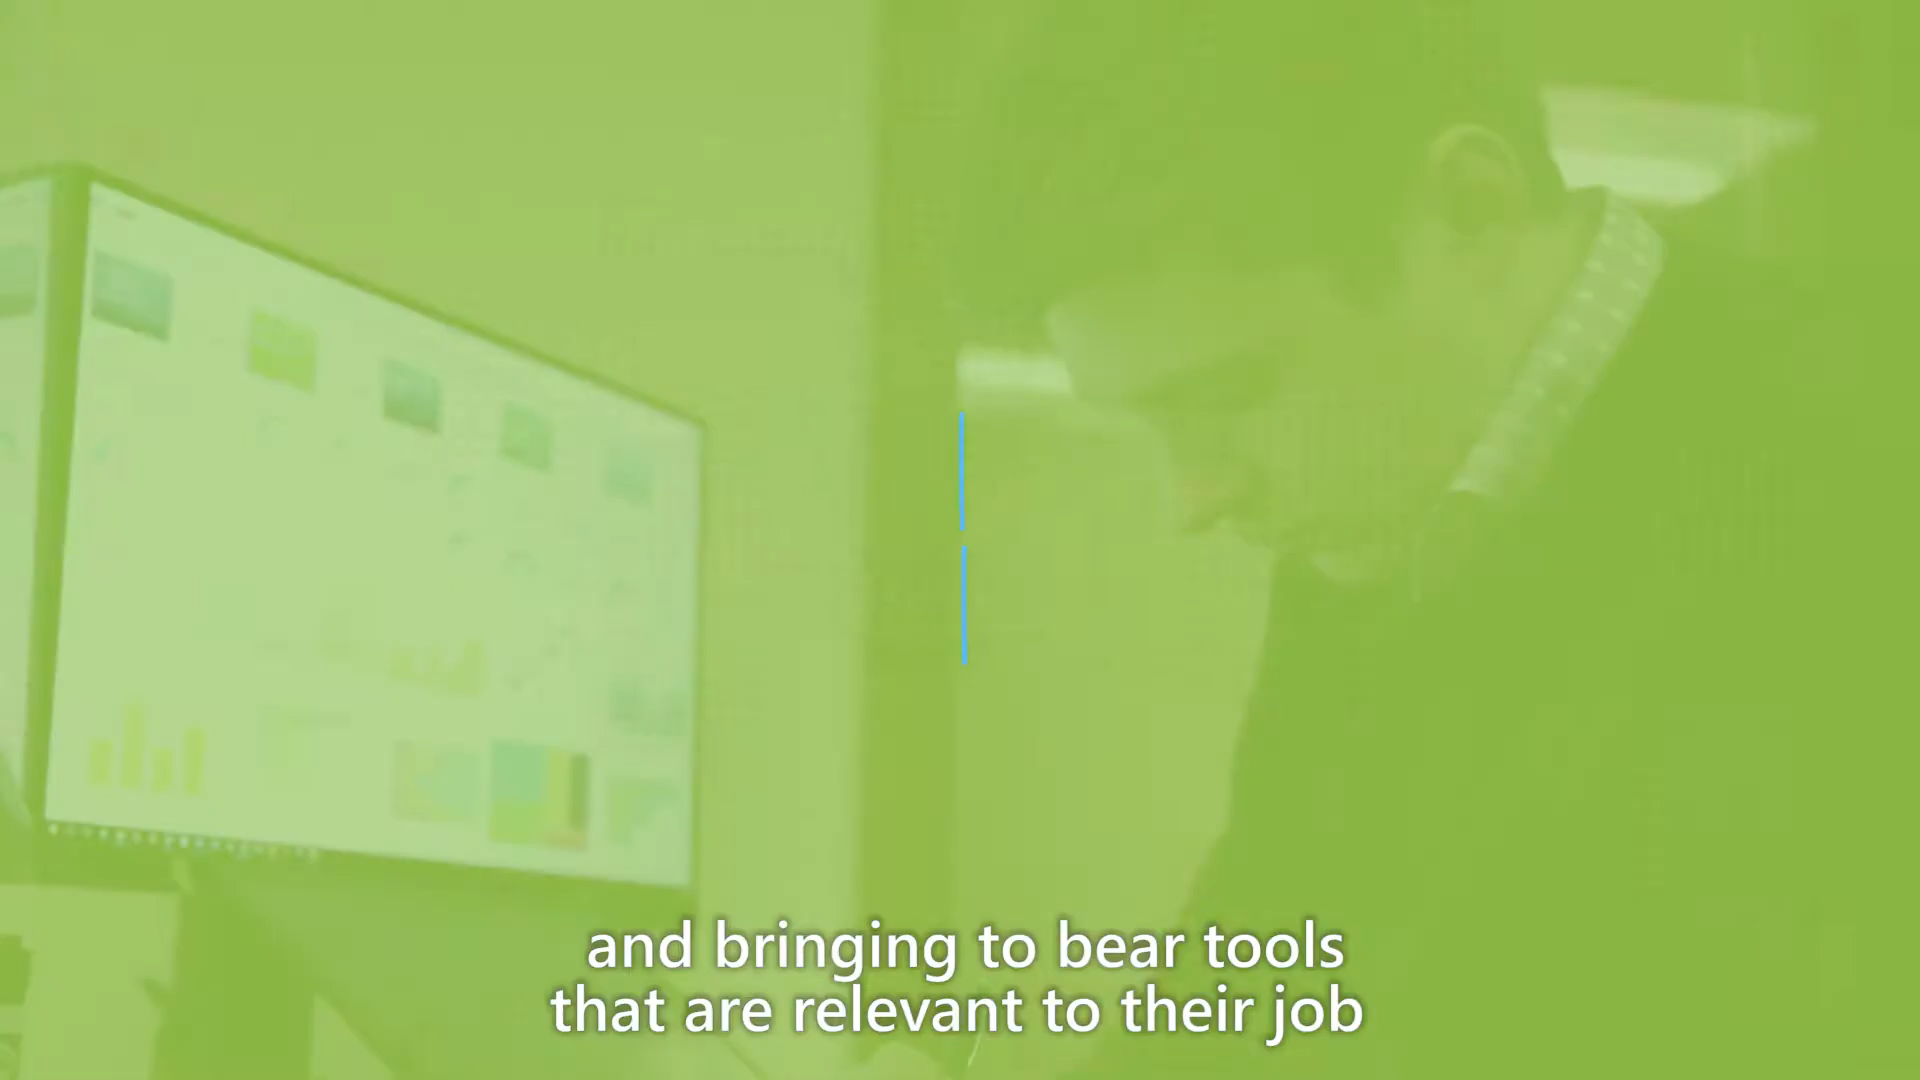 and bringing to bear tools
that are relevant to their job